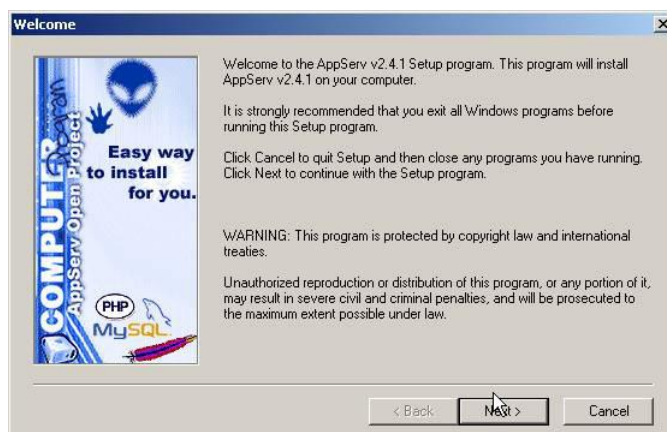 Welcome
Welcome to the AppServ v2.4.1 Setup program. This program will install
AppServ v2.4.1 on your computer.
It is strongly recommended that you exit all Windows programs before
running this Setup program.
Click Cancel to quit Setup and then close any programs you have running.
Click Next to continue with the Setup program.
WARNING: This program is protected by copyright law and international
treaties.
Unauthorized reproduction or distribution of this program, or any portion of it,
may result in severe civil and criminal penalties, and will be prosecuted to
the maximum extent possible under law.
COMPUTER
Program
AppServ Open Project
Easy way
to install
for you.
PHP
MySQL
< Back
Next >
Cancel